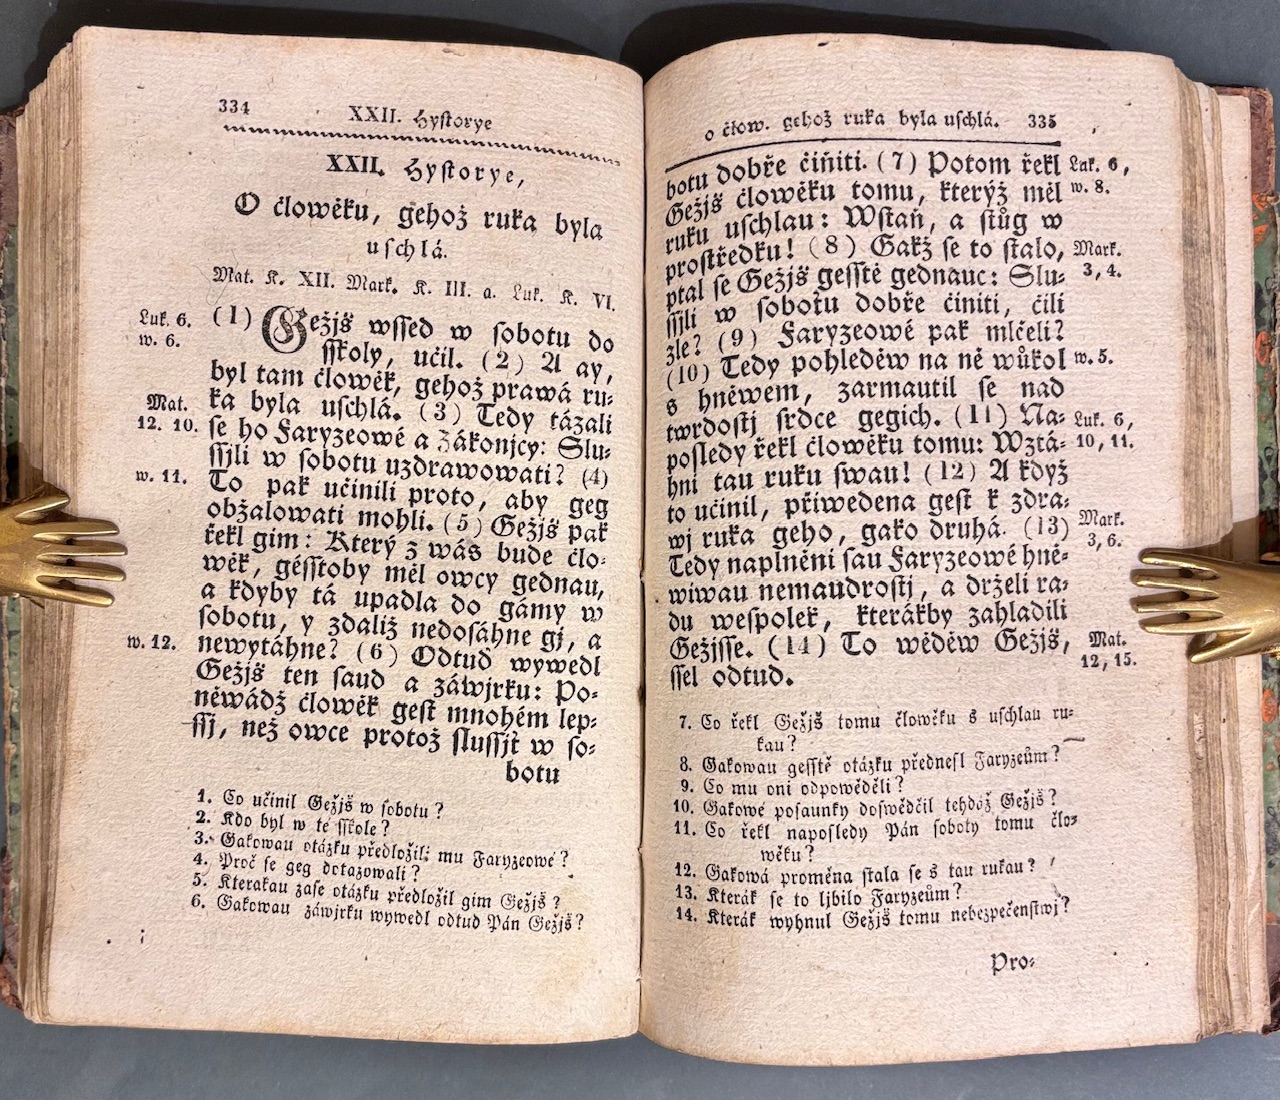 334
XXII. Hystorye
XXII. Hystorye,
O člowěku, gehož ruka byla
uschlá.
Mat. K. XII. Mark. K. III. a. Luk. K. VI.
Luk. 6.
w. 6.
(1) Gežjš wssed w sobotu do
sskoly, učil. (2) A ay,
byl tam člowěk, gehož prawá ru-
ka byla uschlá. (3) Tedy tázali
Mat.
12. 10.
se ho Faryzeowé a Zákonjcy: Slu-
ssjli w sobotu uzdrawowati? (4)
w. 11.
To pak učinili proto, aby geg
obžalowati mohli. (5) Gežjš pak
řekl gim: Který z wás bude člo-
wěk, gésstoby měl owcy gednau,
a kdyby tá upadla do gámy w
sobotu, y zdaliž nedosáhne gj, a
w. 12.
newytáhne? (6) Odtud wywedl
Gežjš ten saud a záwjrku: Po-
něwádž člowěk gest mnohém lep-
ssj, než owce protož slussjť w so-
botu
1. Co učinil Gežjš w sobotu?
2. Kdo byl w té sskole?
3. Gakowau otázku předložili mu Faryzeowé?
4. Proč se geg dotazowali?
5. Kterakau zase otázku předložil gim Gežjš?
6. Gakowau záwjrku wywedl odtud Pán Gežjš?
o člow. gehož ruka byla uschlá. 335
botu dobře čiňiti. (7) Potom řekl
Luk. 6,
w. 8.
Gežjš člowěku tomu, kterýž měl
ruku uschlau: Wstaň, a stůg w
prostředku! (8) Gakž se to stalo,
Mark.
3, 4.
ptal se Gežjš gesstě gednauc: Slu-
ssjli w sobotu dobře činiti, čili
zle? (9) Faryzeowé pak mlčeli?
(10) Tedy pohleděw na ně wůkol
w. 5.
s hněwem, zarmautil se nad
twrdostj srdce gegich. (11) Na-
Luk. 6,
10, 11.
posledy řekl člowěku tomu: Wztá-
hni tau ruku swau! (12) A když
to učinil, přiwedena gest k zdra-
wj ruka geho, gako druhá. (13)
Mark.
3, 6.
Tedy naplněni sau Faryzeowé hně-
wiwau nemaudrostj, a drželi ra-
du wespolek, kterákby zahladili
Gežjsse. (14) To wěděw Gežjš,
Mat.
12, 15.
ssel odtud.
7. Co řekl Gežjš tomu člowěku s uschlau ru-
kau?
8. Gakowau gesstě otázku přednesl Faryzeům?
9. Co mu oni odpowěděli?
10. Gakowé posaunky doswědčil tehdáž Gežjš?
11. Co řekl naposledy Pán soboty tomu člo-
wěku?
12. Gakowá proměna stala se s tau rukau?
13. Kterák se to ljbilo Faryzeům?
14. Kterák wyhnul Gežjš tomu nebezpečenstwj?
Pro-